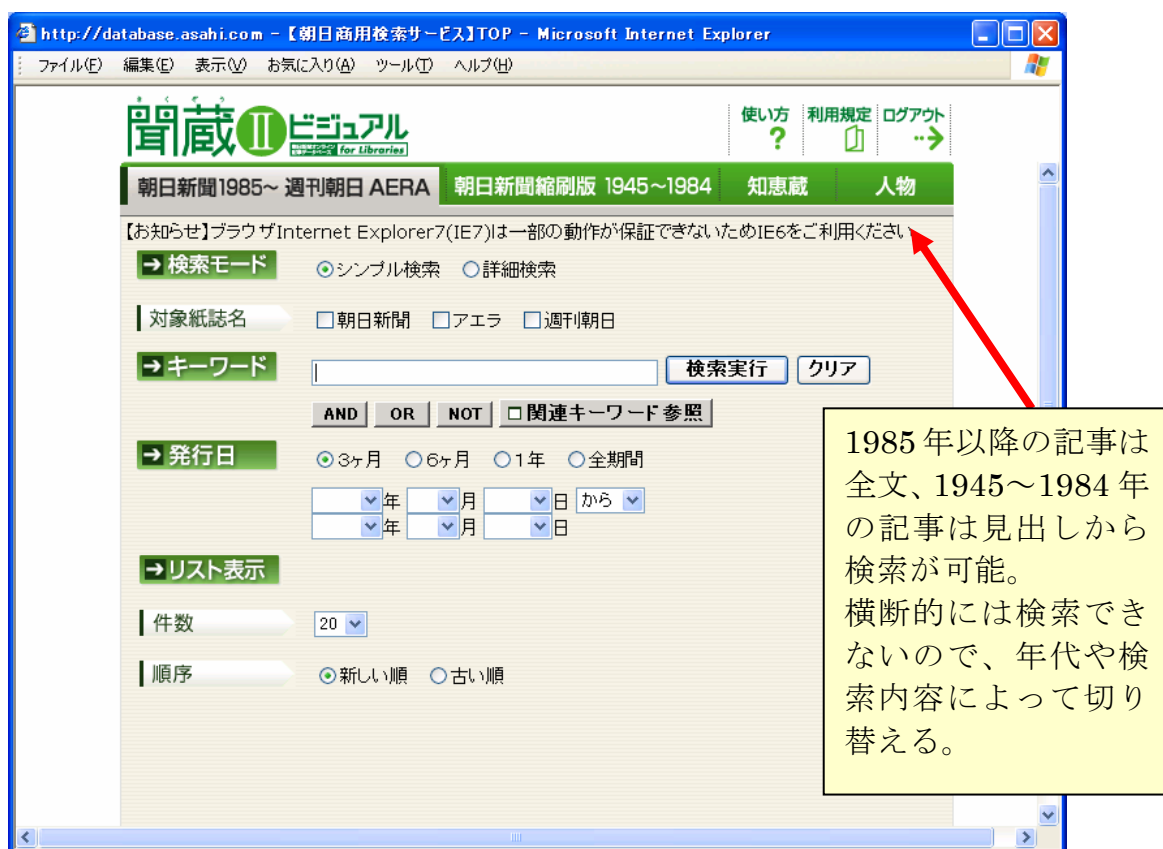 http://database.asahi.com - 【朝日商用検索サービス】TOP - Microsoft Internet Explorer
ファイル(F) 編集(E) 表示(V) お気に入り(A) ツール(T) ヘルプ(H)
きくぞう
聞蔵Ⅱビジュアル
for Libraries
使い方 ? 利用規定 ログアウト
朝日新聞1985~ 週刊朝日 AERA 朝日新聞縮刷版 1945~1984 知恵蔵 人物
【お知らせ】ブラウザInternet Explorer7(IE7)は一部の動作が保証できないためIE6をご利用ください
検索モード シンプル検索 詳細検索
対象紙誌名 朝日新聞 アエラ 週刊朝日
キーワード 検索実行 クリア
AND OR NOT 関連キーワード参照
発行日 3ヶ月 6ヶ月 1年 全期間
年 月 日 から
年 月 日
リスト表示
件数 20
順序 新しい順 古い順
1985 年以降の記事は
全文、1945~1984 年
の記事は見出しから
検索が可能。
横断的には検索でき
ないので、年代や検
索内容によって切り
替える。